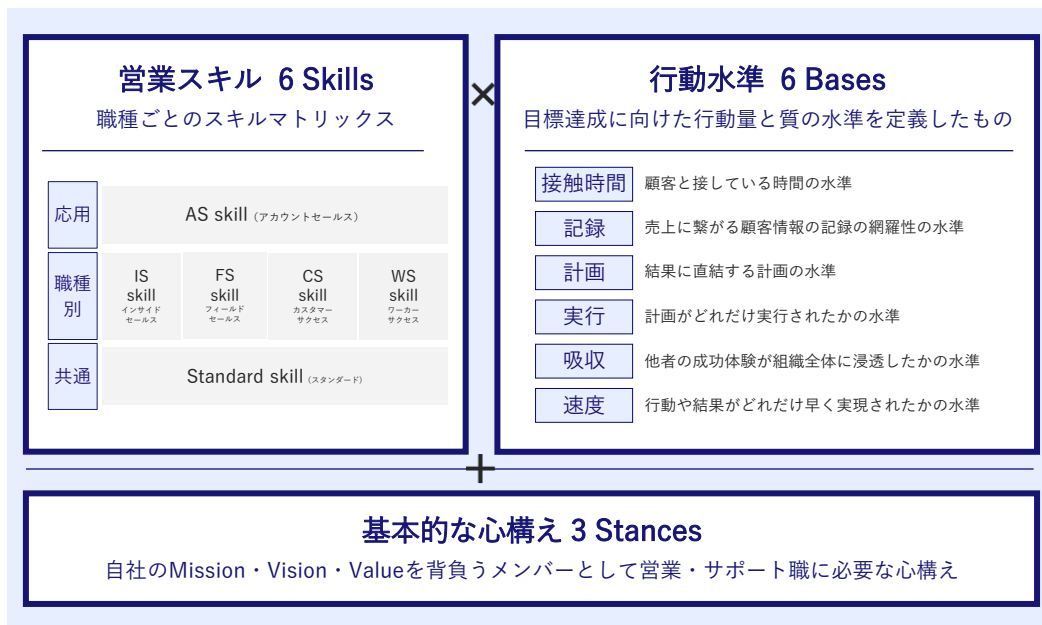 営業スキル 6 Skills
職種ごとのスキルマトリックス
応用
AS skill（アカウントセールス）
職種
別
IS
skill
インサイド
セールス
FS
skill
フィールド
セールス
CS
skill
カスタマー
サクセス
WS
skill
ワーカー
サクセス
共通
Standard skill（スタンダード）
×
行動水準 6 Bases
目標達成に向けた行動量と質の水準を定義したもの
接触時間 顧客と接している時間の水準
記録 売上に繋がる顧客情報の記録の網羅性の水準
計画 結果に直結する計画の水準
実行 計画がどれだけ実行されたかの水準
吸収 他者の成功体験が組織全体に浸透したかの水準
速度 行動や結果がどれだけ早く実現されたかの水準
+
基本的な心構え 3 Stances
自社のMission・Vision・Valueを背負うメンバーとして営業・サポート職に必要な心構え